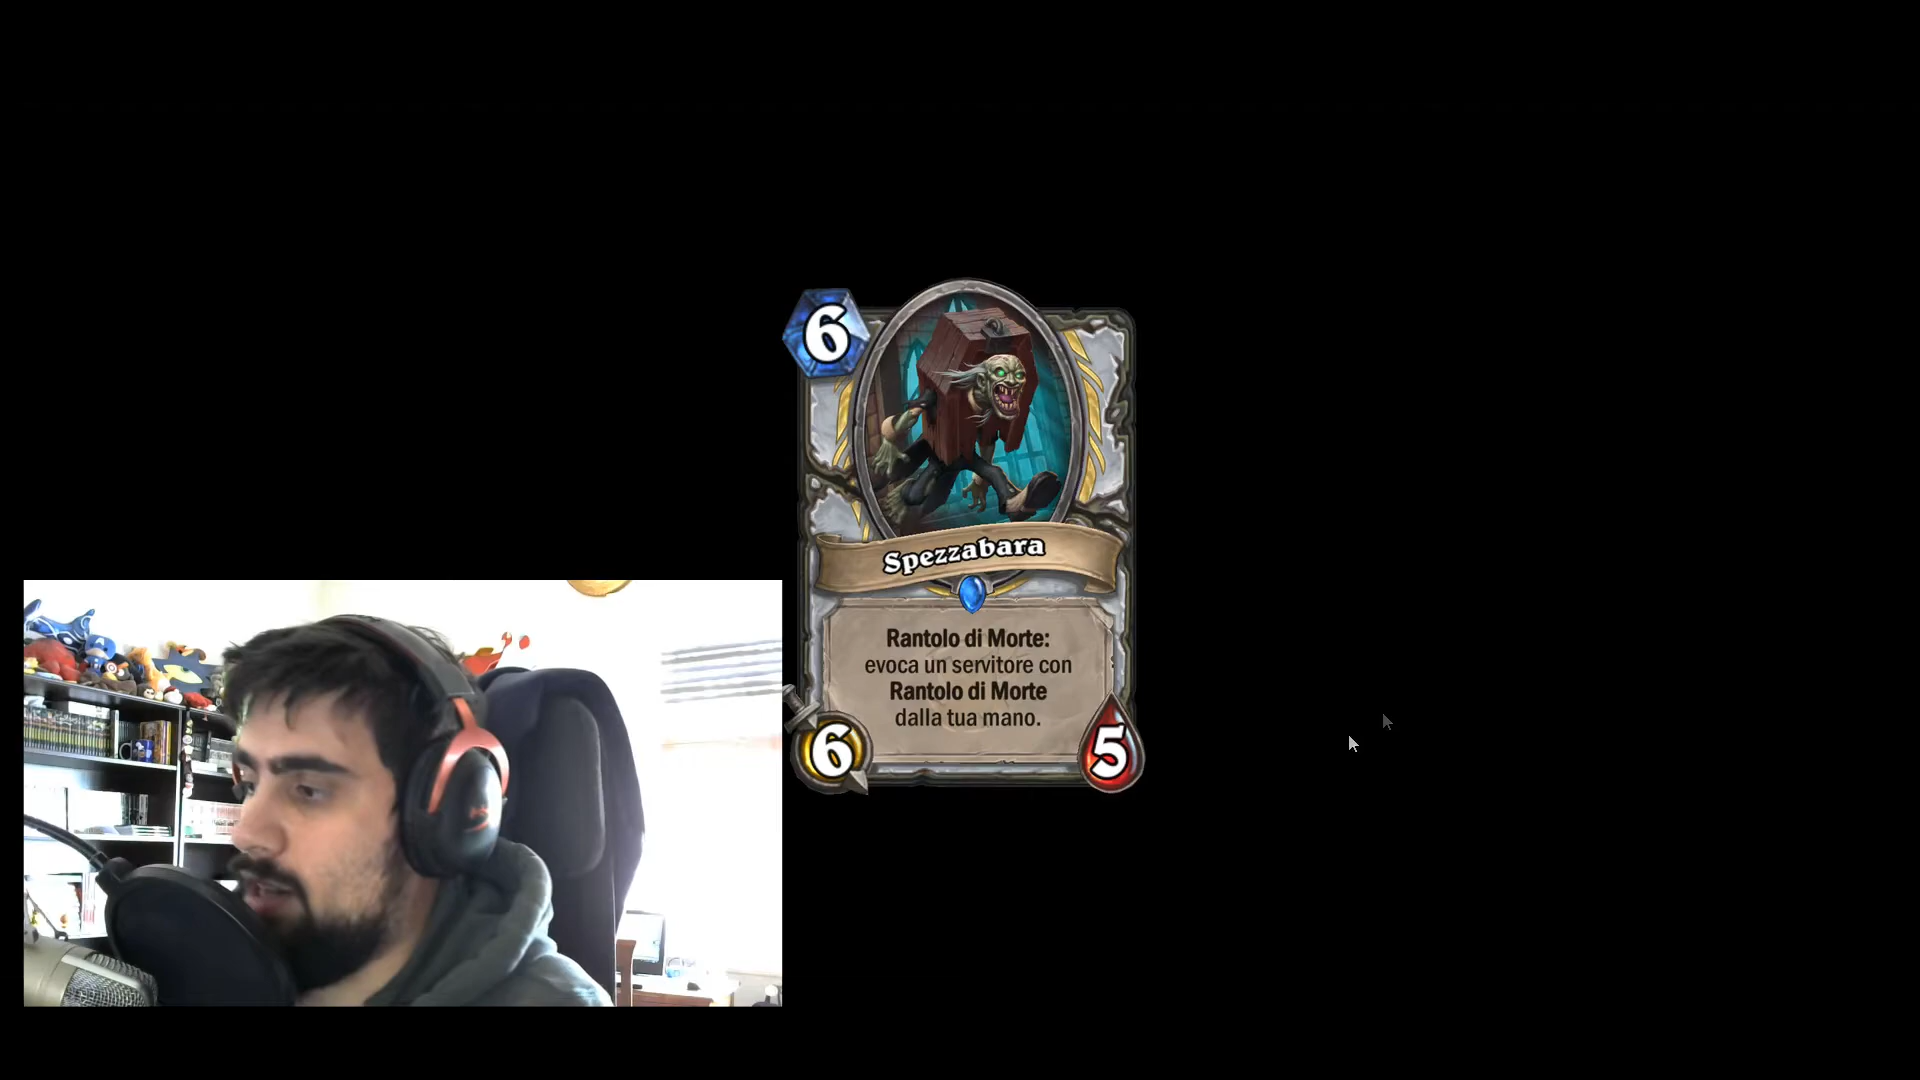 6
Spezzabara
Rantolo di Morte:
evoca un servitore con
Rantolo di Morte
dalla tua mano.
6
5